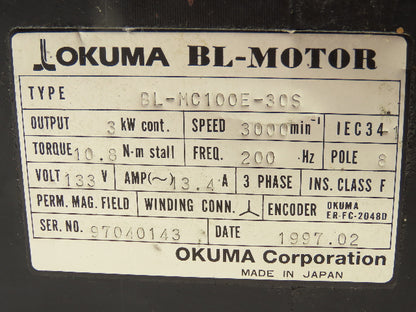 OKUMA BL-MOTOR
TYPE BL-MC100E-30S
OUTPUT 3 kW cont. SPEED 3000 min⁻¹ IEC34-1
TORQUE 10.8 N-m stall FREQ. 200 Hz POLE 8
VOLT 133 V AMP(~) 13.4 A 3 PHASE INS. CLASS F
PERM. MAG. FIELD WINDING CONN. ENCODER OKUMA ER-FC-2048D
SER. NO. 97040143 DATE 1997.02
OKUMA Corporation
MADE IN JAPAN